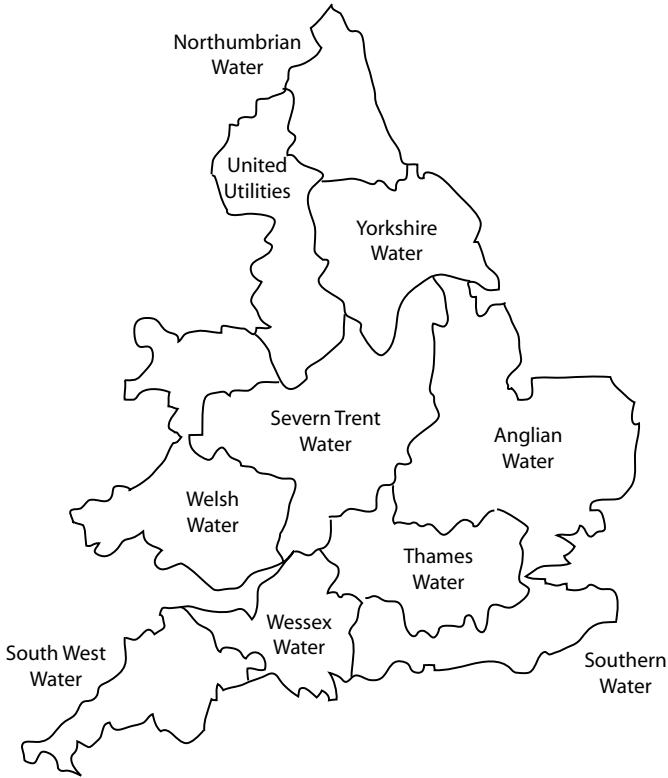 Northumbrian
Water
United
Utilities
Yorkshire
Water
Severn Trent
Water
Anglian
Water
Welsh
Water
Thames
Water
Wessex
Water
South West
Water
Southern
Water